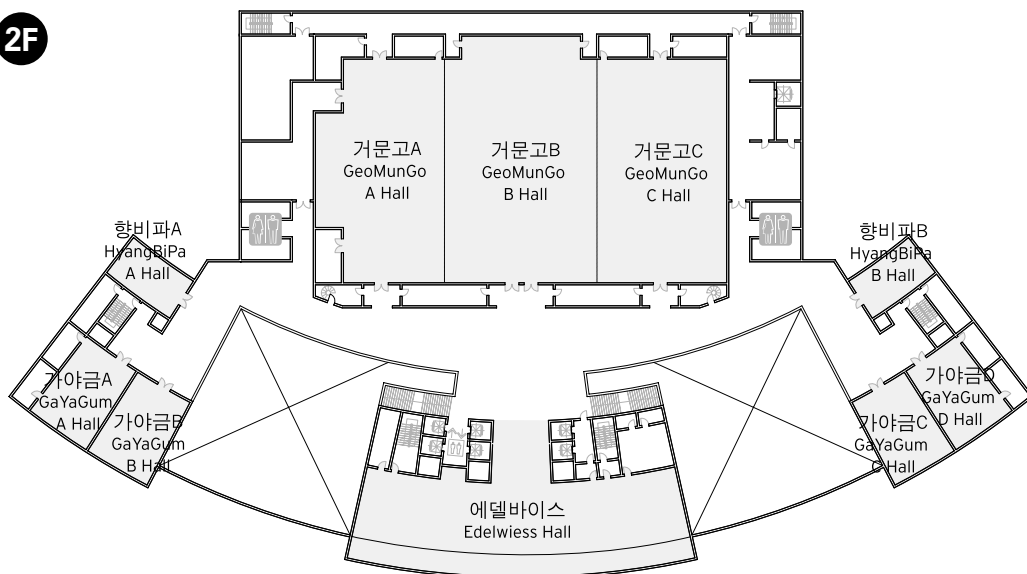 2F
거문고A
GeoMunGo
A Hall
거문고B
GeoMunGo
B Hall
거문고C
GeoMunGo
C Hall
향비파A
HyangBiPa
A Hall
향비파B
HyangBiPa
B Hall
가야금A
GaYaGum
A Hall
가야금B
GaYaGum
B Hall
가야금C
GaYaGum
C Hall
가야금D
GaYaGum
D Hall
에델바이스
Edelwiess Hall